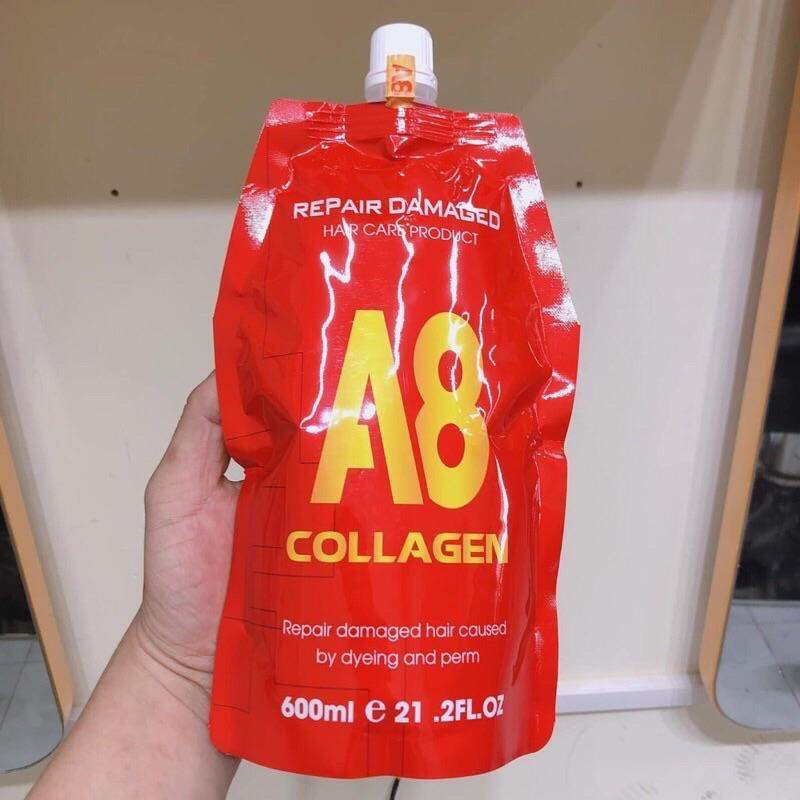 REPAIR DAMAGED
HAIR CARE PRODUCT
A8
COLLAGEN
Repair damaged hair caused
by dyeing and perm
600ml e 21 .2FL.OZ